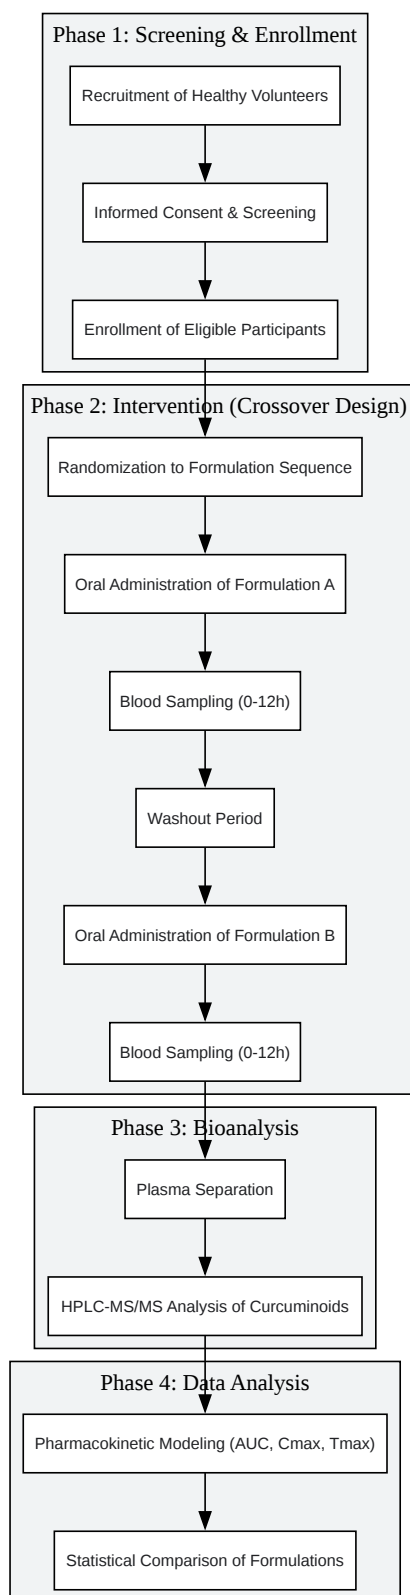 Phase 1: Screening & Enrollment
Recruitment of Healthy Volunteers
Informed Consent & Screening
Enrollment of Eligible Participants
Phase 2: Intervention (Crossover Design)
Randomization to Formulation Sequence
Oral Administration of Formulation A
Blood Sampling (0-12h)
Washout Period
Oral Administration of Formulation B
Blood Sampling (0-12h)
Phase 3: Bioanalysis
Plasma Separation
HPLC-MS/MS Analysis of Curcuminoids
Phase 4: Data Analysis
Pharmacokinetic Modeling (AUC, Cmax, Tmax)
Statistical Comparison of Formulations